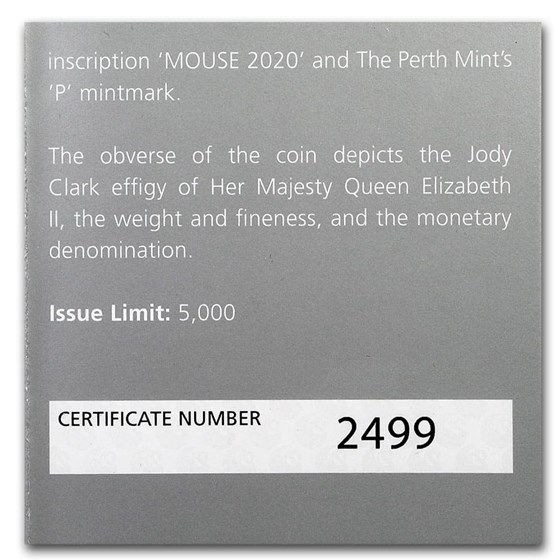 inscription ‘MOUSE 2020’ and The Perth Mint’s
‘P’ mintmark.
The obverse of the coin depicts the Jody
Clark effigy of Her Majesty Queen Elizabeth
II, the weight and fineness, and the monetary
denomination.
Issue Limit: 5,000
CERTIFICATE NUMBER
2499